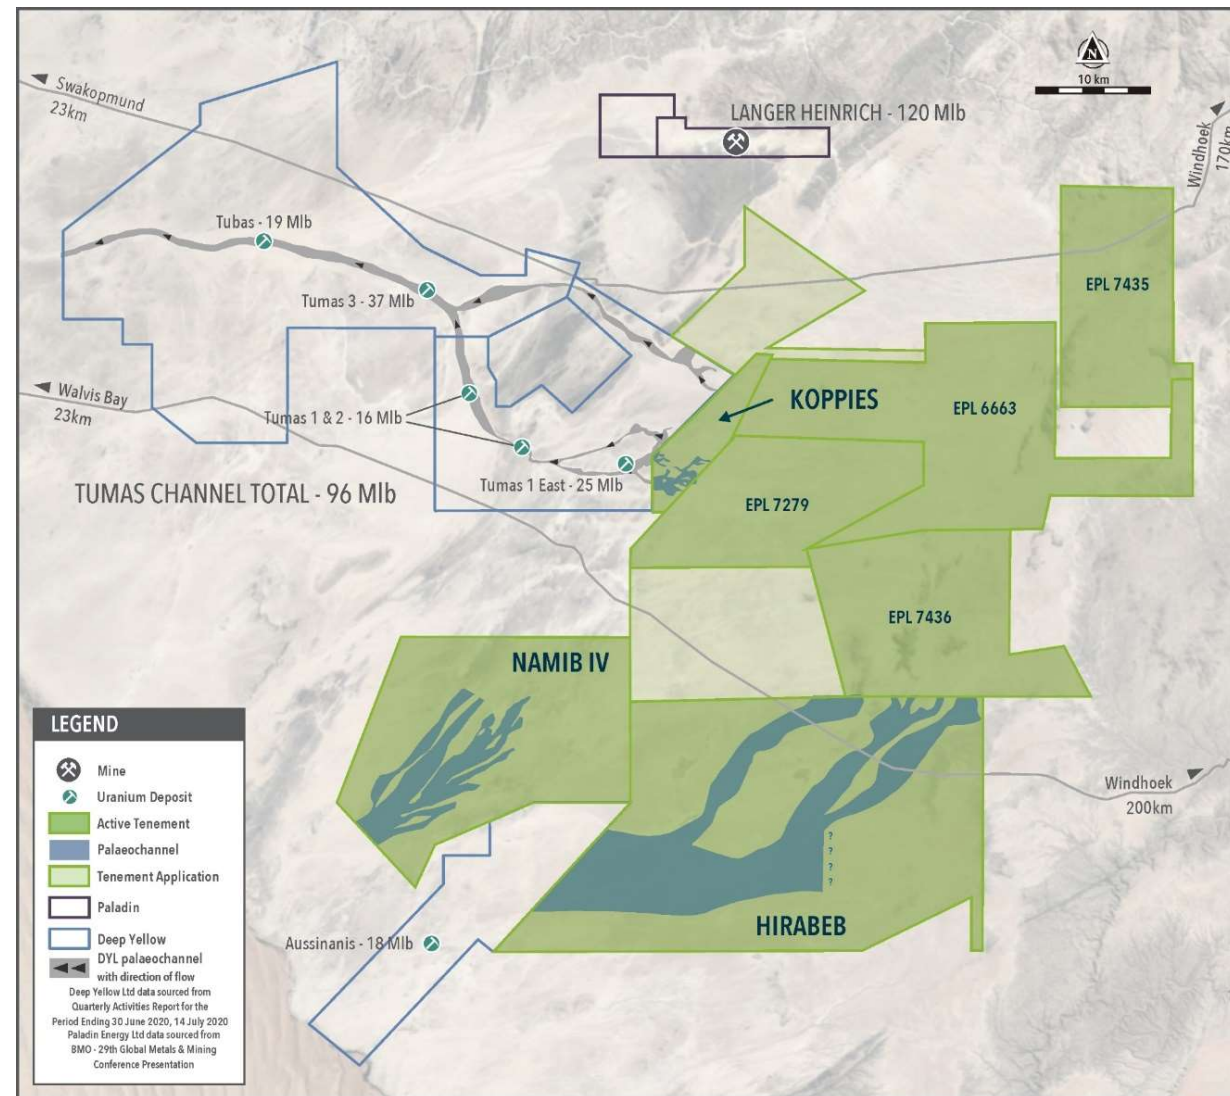 N
10 km
Swakopmund
23km
LANGER HEINRICH - 120 Mlb
Windhoek
170km
Tubas - 19 Mlb
Tumas 3 - 37 Mlb
EPL 7435
Walvis Bay
23km
Tumas 1 & 2 - 16 Mlb
KOPPIES
EPL 6663
TUMAS CHANNEL TOTAL - 96 Mlb
Tumas 1 East - 25 Mlb
EPL 7279
EPL 7436
NAMIB IV
Windhoek
200km
?
?
?
?
HIRABEB
Aussinanis - 18 Mlb
LEGEND
Mine
Uranium Deposit
Active Tenement
Palaeochannel
Tenement Application
Paladin
Deep Yellow
DYL palaeochannel
with direction of flow
Deep Yellow Ltd data sourced from
Quarterly Activities Report for the
Period Ending 30 June 2020, 14 July 2020
Paladin Energy Ltd data sourced from
BMO - 29th Global Metals & Mining
Conference Presentation